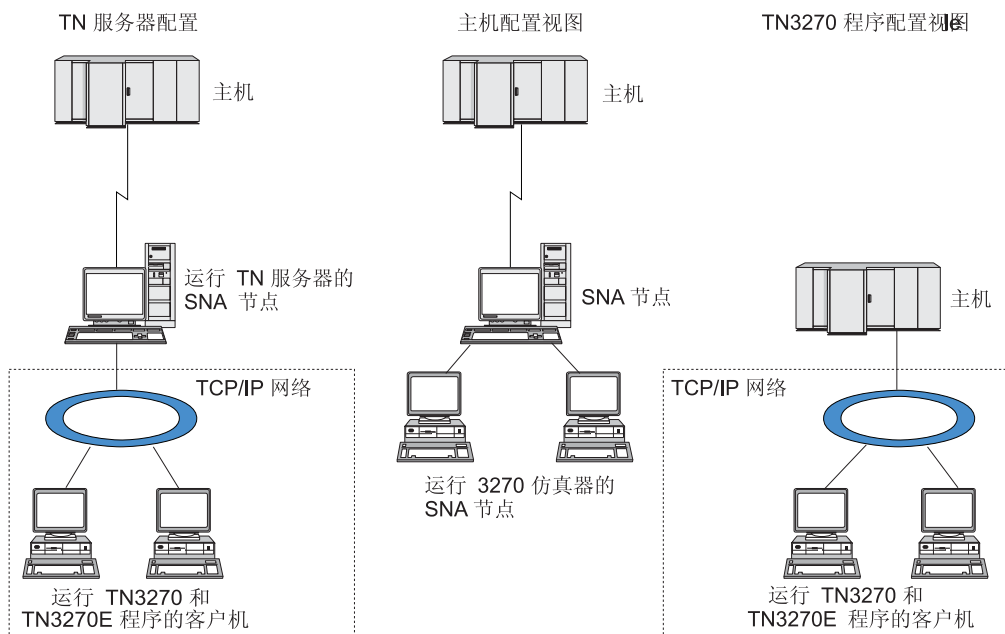 TN 服务器配置
主机
运行 TN 服务器的
SNA 节点
TCP/IP 网络
运行 TN3270 和
TN3270E 程序的客户机
主机配置视图
主机
SNA 节点
运行 3270 仿真器的
SNA 节点
TN3270 程序配置视图le
主机
TCP/IP 网络
运行 TN3270 和
TN3270E 程序的客户机